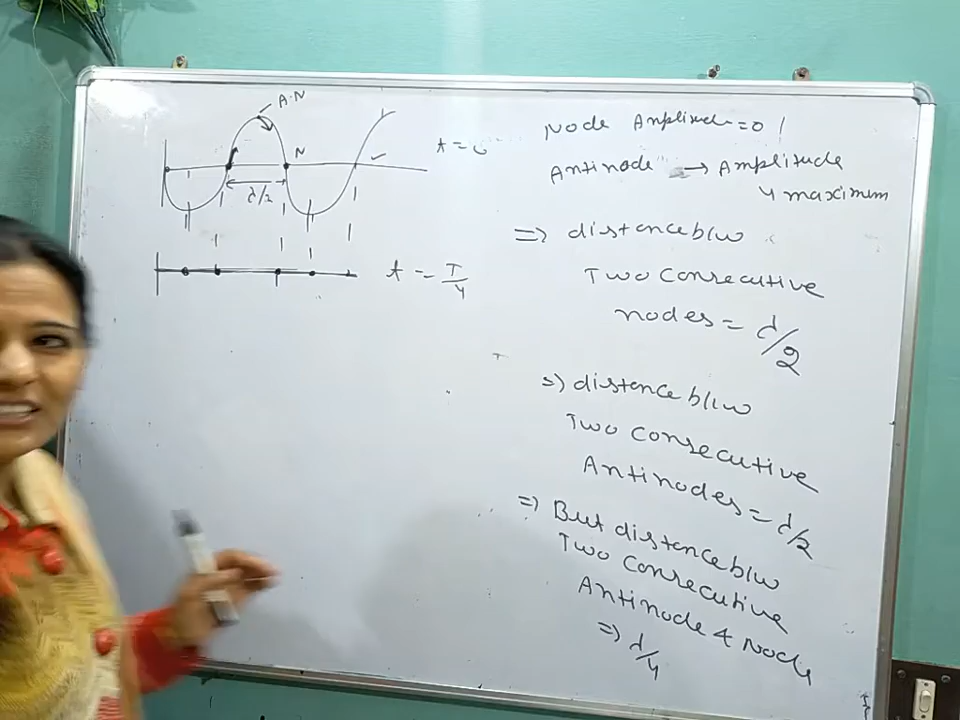 A.N
N
λ/2
t = 0
t = T/4
Node Amplitude = 0
Antinode → Amplitude
y maximum
⇒ distance b/w
Two Consecutive
nodes = λ/2
⇒ distance b/w
Two Consecutive
Antinodes = λ/2
⇒ But distance b/w
Two Consecutive
Antinode & Node
⇒ λ/4